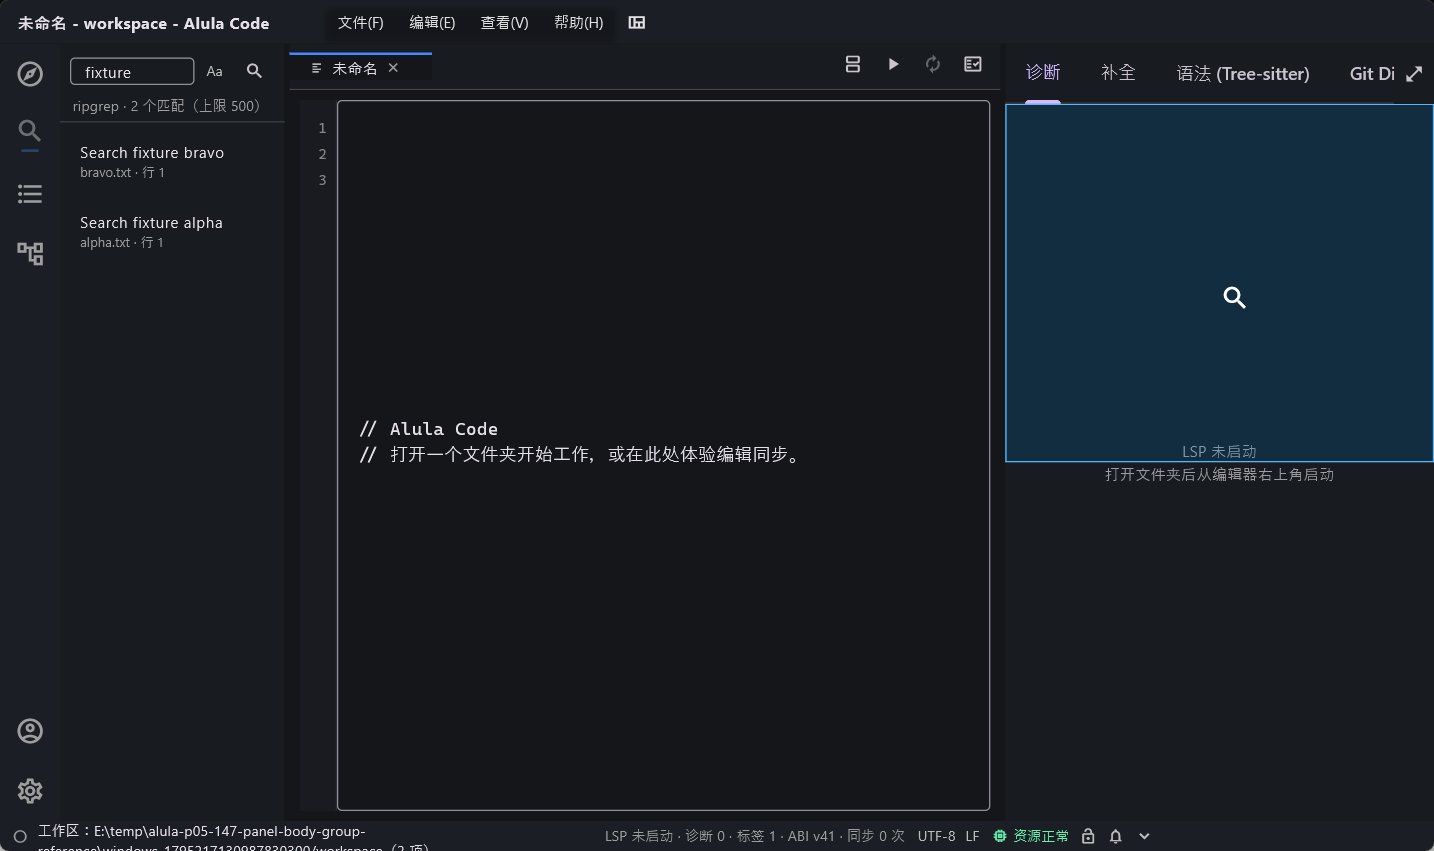 未命名 - workspace - Alula Code
文件(F) 编辑(E) 查看(V) 帮助(H)
fixture Aa
ripgrep · 2 个匹配（上限 500）
Search fixture bravo
bravo.txt · 行 1
Search fixture alpha
alpha.txt · 行 1
未命名
1
2
3
// Alula Code
// 打开一个文件夹开始工作，或在此处体验编辑同步。
诊断 补全 语法 (Tree-sitter) Git Di
LSP 未启动
打开文件夹后从编辑器右上角启动
工作区：E:\temp\alula-p05-147-panel-body-group-
reference\windows-1795217130987830300/workspace（2 项）
LSP 未启动 · 诊断 0 · 标签 1 · ABI v41 · 同步 0 次 UTF-8 LF 资源正常